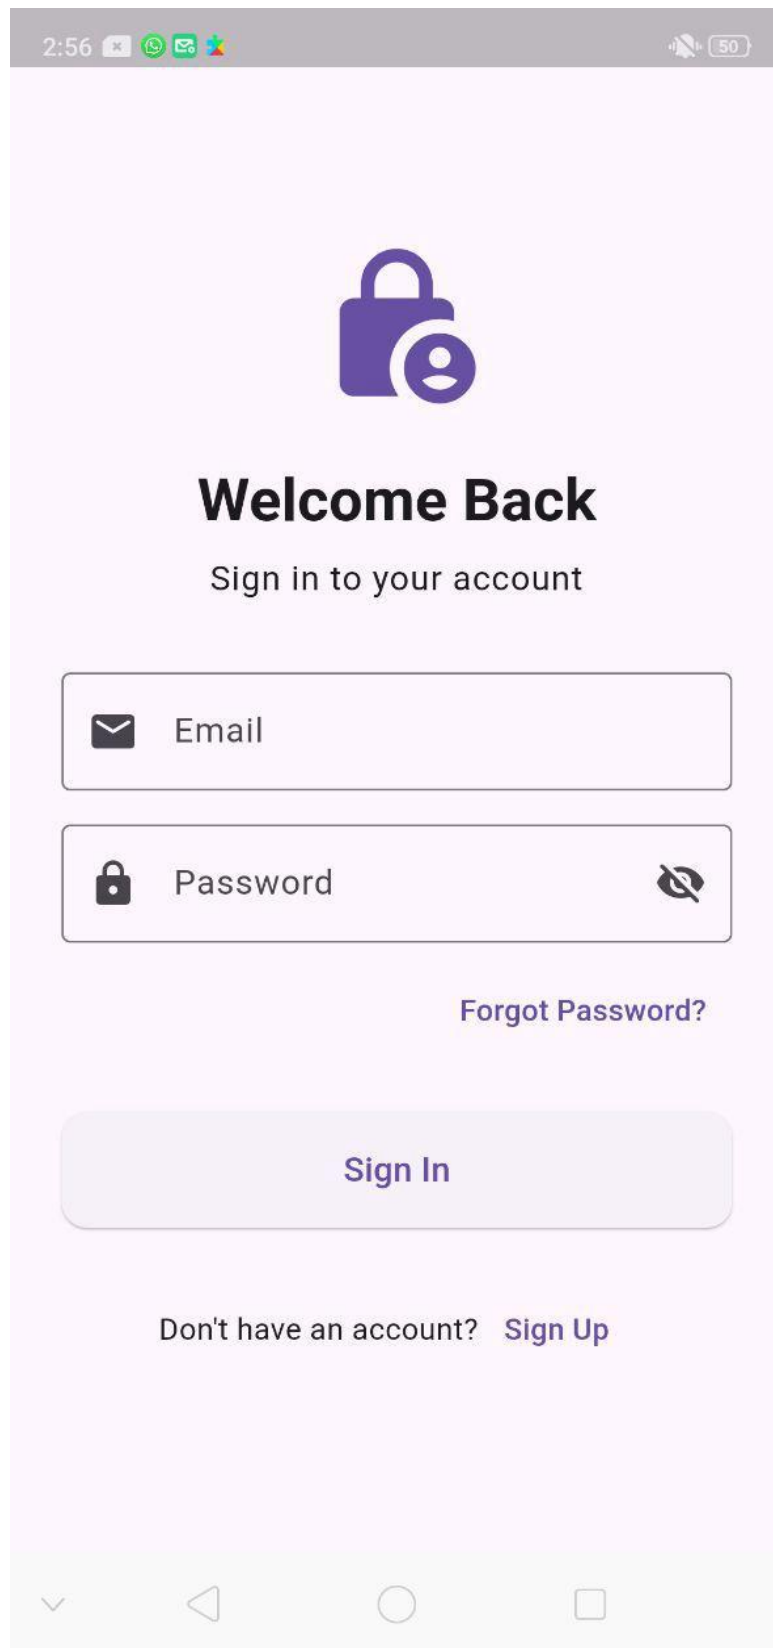 2:56
50
Welcome Back
Sign in to your account
Email
Password
Forgot Password?
Sign In
Don't have an account? Sign Up